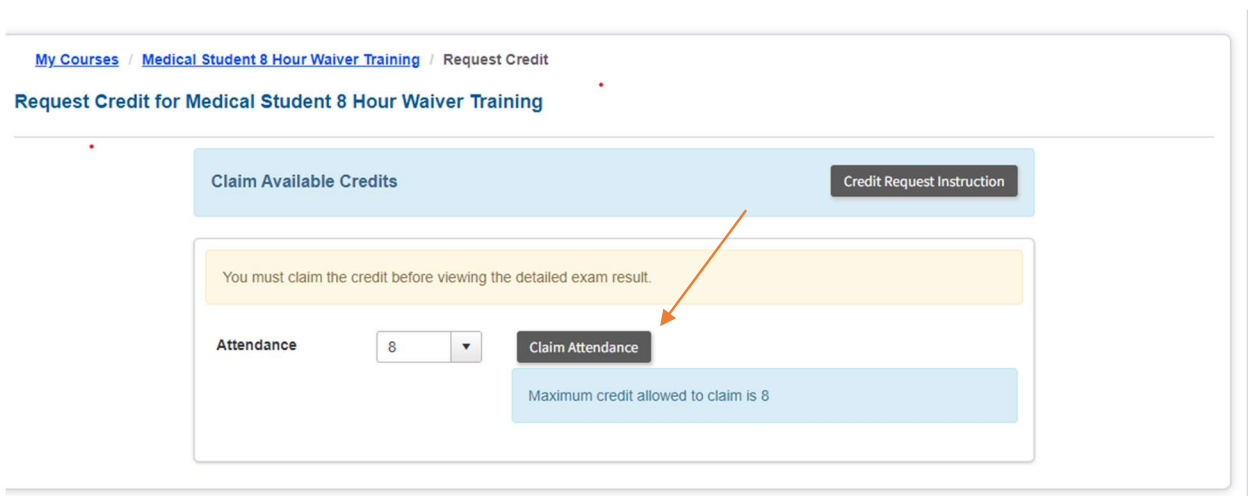 My Courses / Medical Student 8 Hour Waiver Training / Request Credit
Request Credit for Medical Student 8 Hour Waiver Training
Claim Available Credits
Credit Request Instruction
You must claim the credit before viewing the detailed exam result.
Attendance
8
Claim Attendance
Maximum credit allowed to claim is 8